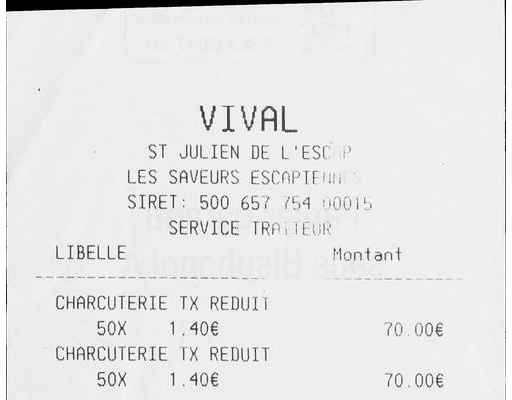 VIVAL
ST JULIEN DE L'ESCAP
LES SAVEURS ESCAPIENNES
SIRET: 500 657 754 00015
SERVICE TRAITEUR
LIBELLE Montant
CHARCUTERIE TX REDUIT
50X 1.40€ 70.00€
CHARCUTERIE TX REDUIT
50X 1.40€ 70.00€